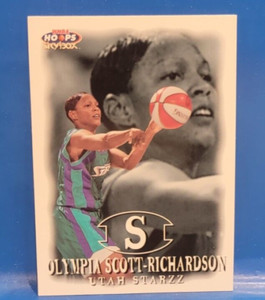 HOOPS
SKYBOX
S
OLYMPIA SCOTT-RICHARDSON
UTAH STARZZ